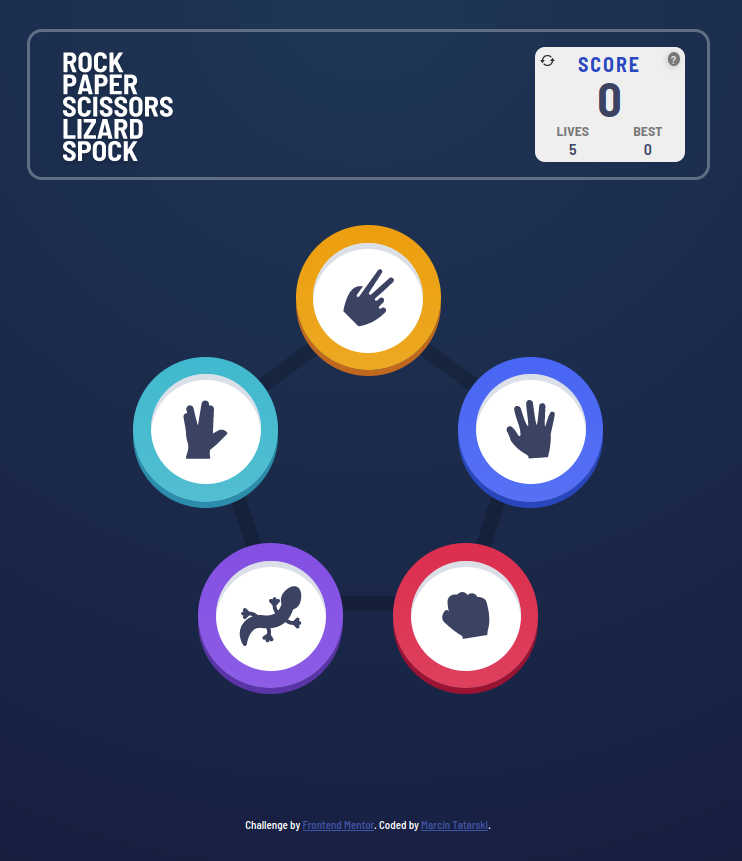 ROCK
PAPER
SCISSORS
LIZARD
SPOCK
SCORE
?
0
LIVES
BEST
5
0
Challenge by Frontend Mentor. Coded by Marcin Tatarski.